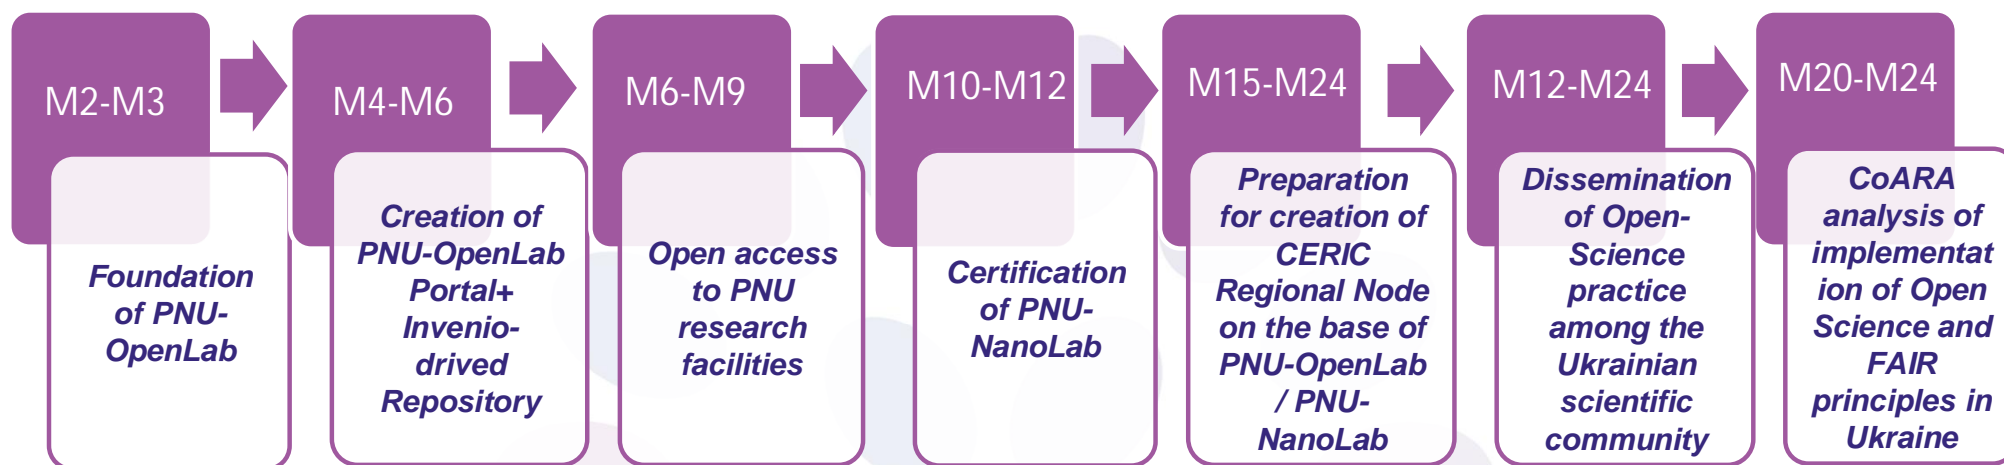 M2-M3
Foundation
of PNU-
OpenLab
M4-M6
Creation of
PNU-OpenLab
Portal+
Invenio-
drived
Repository
M6-M9
Open access
to PNU
research
facilities
M10-M12
Certification
of PNU-
NanoLab
M15-M24
Preparation
for creation of
CERIC
Regional Node
on the base of
PNU-OpenLab
/ PNU-
NanoLab
M12-M24
Dissemination
of Open-
Science
practice
among the
Ukrainian
scientific
community
M20-M24
CoARA
analysis of
implementat
ion of Open
Science and
FAIR
principles in
Ukraine